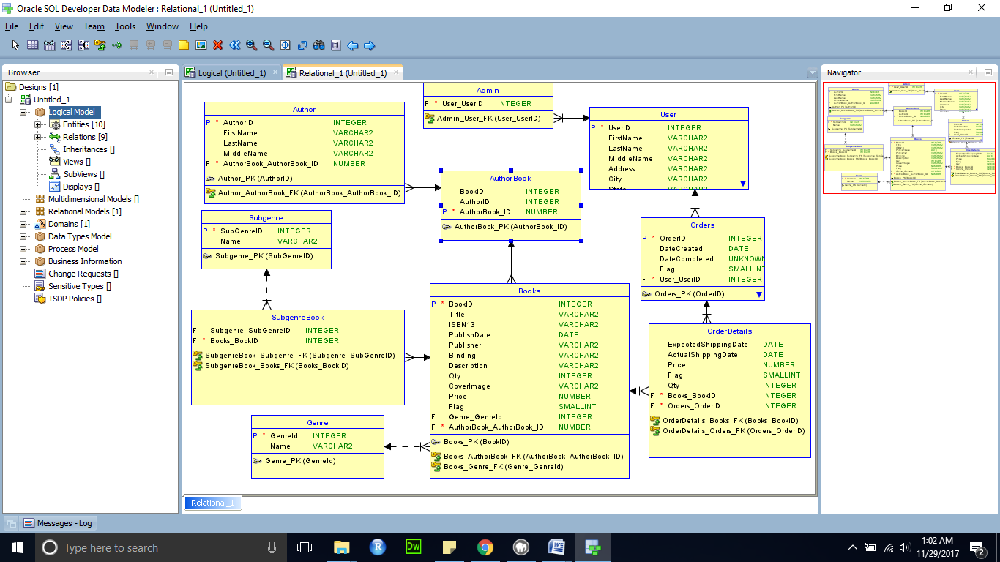 Oracle SQL Developer Data Modeler : Relational_1 (Untitled_1)
File Edit View Team Tools Window Help
Browser
Designs [1]
Untitled_1
Logical Model
Entities [10]
Relations [9]
Inheritances []
Views []
SubViews []
Displays []
Multidimensional Models []
Relational Models [1]
Domains [1]
Data Types Model
Process Model
Business Information
Change Requests []
Sensitive Types []
TSDP Policies []
Logical (Untitled_1)
Relational_1 (Untitled_1)
Admin
F * User_UserID INTEGER
Admin_User_FK (User_UserID)
Author
P * AuthorID INTEGER
FirstName VARCHAR2
LastName VARCHAR2
MiddleName VARCHAR2
F * AuthorBook_AuthorBook_ID NUMBER
Author_PK (AuthorID)
Author_AuthorBook_FK (AuthorBook_AuthorBook_ID)
User
P * UserID INTEGER
FirstName VARCHAR2
LastName VARCHAR2
MiddleName VARCHAR2
Address VARCHAR2
City VARCHAR2
State VARCHAR2
AuthorBook
BookID INTEGER
AuthorID INTEGER
P * AuthorBook_ID NUMBER
AuthorBook_PK (AuthorBook_ID)
Subgenre
P * SubGenreID INTEGER
Name VARCHAR2
Subgenre_PK (SubGenreID)
Orders
P * OrderID INTEGER
DateCreated DATE
DateCompleted UNKNOWN
Flag SMALLINT
F * User_UserID INTEGER
Orders_PK (OrderID)
SubgenreBook
F Subgenre_SubGenreID INTEGER
F * Books_BookID INTEGER
SubgenreBook_Subgenre_FK (Subgenre_SubGenreID)
SubgenreBook_Books_FK (Books_BookID)
Books
P * BookID INTEGER
Title VARCHAR2
ISBN13 VARCHAR2
PublishDate DATE
Publisher VARCHAR2
Binding VARCHAR2
Description VARCHAR2
Qty INTEGER
CoverImage VARCHAR2
Price NUMBER
Flag SMALLINT
F Genre_GenreId INTEGER
F * AuthorBook_AuthorBook_ID NUMBER
Books_PK (BookID)
Books_AuthorBook_FK (AuthorBook_AuthorBook_ID)
Books_Genre_FK (Genre_GenreId)
OrderDetails
ExpectedShippingDate DATE
ActualShippingDate DATE
Price NUMBER
Flag SMALLINT
Qty INTEGER
F * Books_BookID INTEGER
F * Orders_OrderID INTEGER
OrderDetails_Books_FK (Books_BookID)
OrderDetails_Orders_FK (Orders_OrderID)
Genre
P * GenreId INTEGER
Name VARCHAR2
Genre_PK (GenreId)
Relational_1
Navigator
Messages - Log
Type here to search
R
Dw
W
1:02 AM
11/29/2017
2